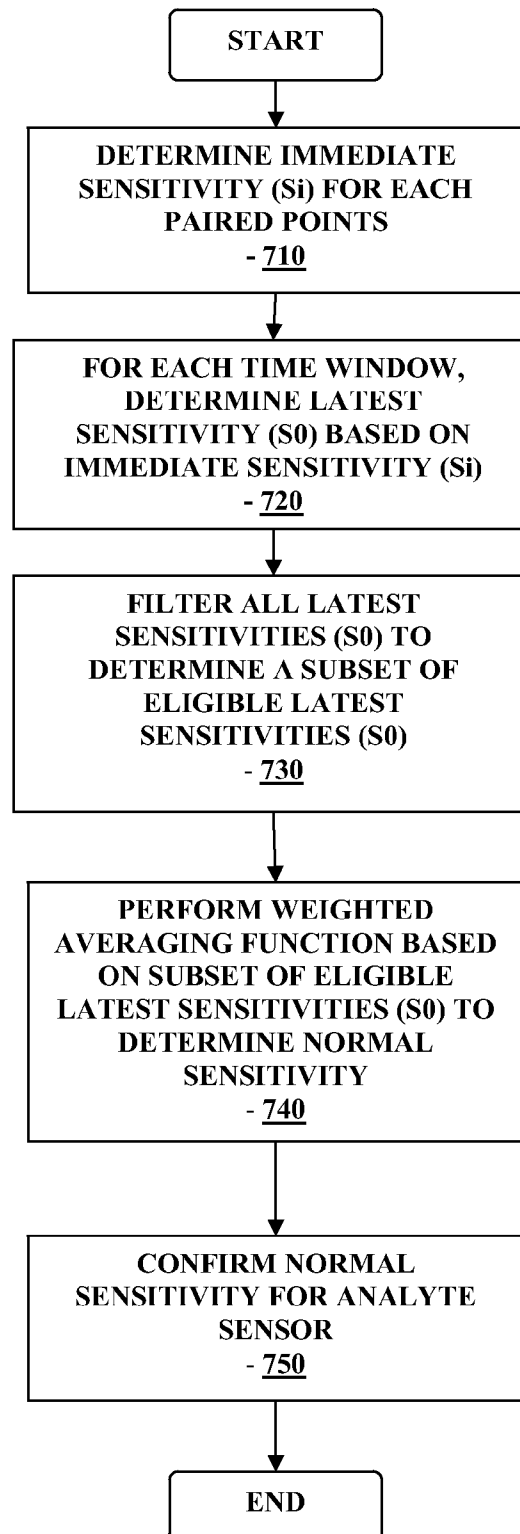 START
DETERMINE IMMEDIATE
SENSITIVITY (Si) FOR EACH
PAIRED POINTS
- 710
FOR EACH TIME WINDOW,
DETERMINE LATEST
SENSITIVITY (S0) BASED ON
IMMEDIATE SENSITIVITY (Si)
- 720
FILTER ALL LATEST
SENSITIVITIES (S0) TO
DETERMINE A SUBSET OF
ELIGIBLE LATEST
SENSITIVITIES (S0)
- 730
PERFORM WEIGHTED
AVERAGING FUNCTION BASED
ON SUBSET OF ELIGIBLE
LATEST SENSITIVITIES (S0) TO
DETERMINE NORMAL
SENSITIVITY
- 740
CONFIRM NORMAL
SENSITIVITY FOR ANALYTE
SENSOR
- 750
END